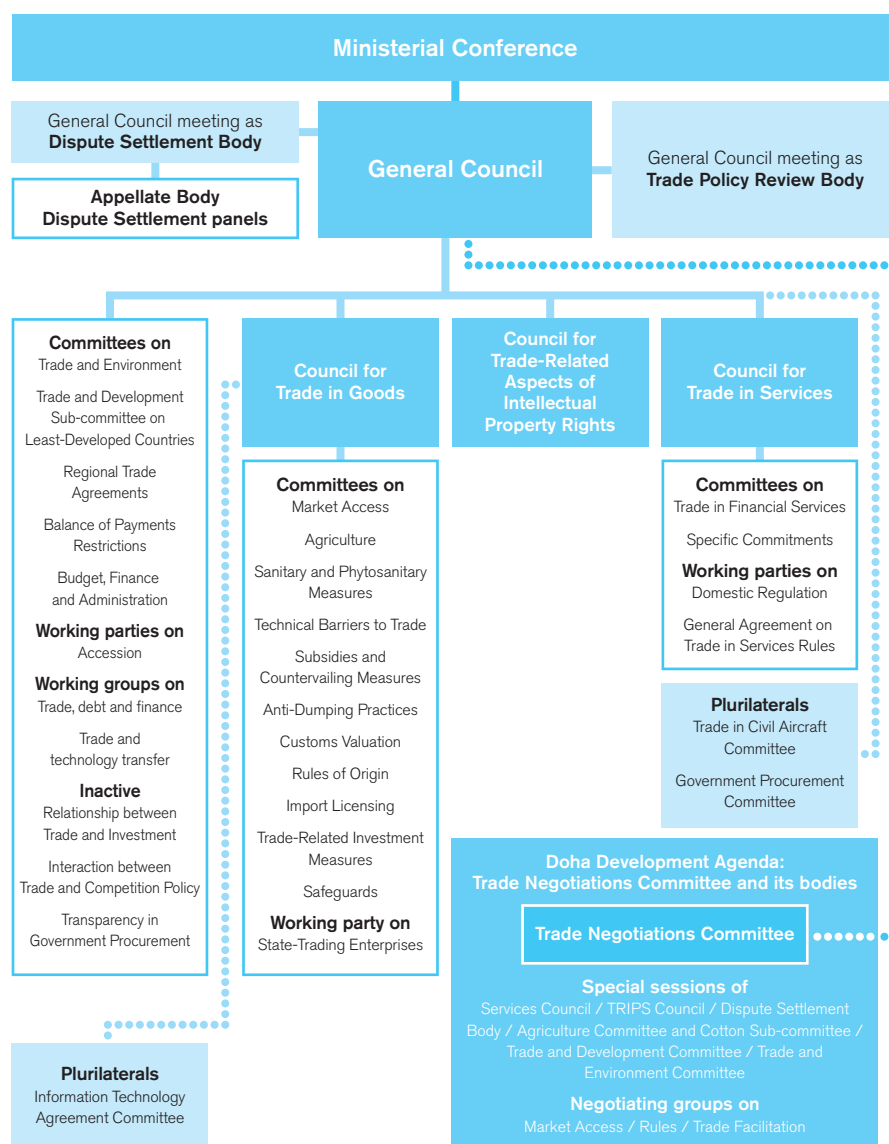 Ministerial Conference
General Council meeting as
Dispute Settlement Body
Appellate Body
Dispute Settlement panels
General Council
General Council meeting as
Trade Policy Review Body
Committees on
Trade and Environment
Trade and Development
Sub-committee on
Least-Developed Countries
Regional Trade
Agreements
Balance of Payments
Restrictions
Budget, Finance
and Administration
Working parties on
Accession
Working groups on
Trade, debt and finance
Trade and
technology transfer
Inactive
Relationship between
Trade and Investment
Interaction between
Trade and Competition Policy
Transparency in
Government Procurement
Plurilaterals
Information Technology
Agreement Committee
Council for
Trade in Goods
Committees on
Market Access
Agriculture
Sanitary and Phytosanitary
Measures
Technical Barriers to Trade
Subsidies and
Countervailing Measures
Anti-Dumping Practices
Customs Valuation
Rules of Origin
Import Licensing
Trade-Related Investment
Measures
Safeguards
Working party on
State-Trading Enterprises
Council for
Trade-Related
Aspects of
Intellectual
Property Rights
Council for
Trade in Services
Committees on
Trade in Financial Services
Specific Commitments
Working parties on
Domestic Regulation
General Agreement on
Trade in Services Rules
Plurilaterals
Trade in Civil Aircraft
Committee
Government Procurement
Committee
Doha Development Agenda:
Trade Negotiations Committee and its bodies
Trade Negotiations Committee
Special sessions of
Services Council / TRIPS Council / Dispute Settlement
Body / Agriculture Committee and Cotton Sub-committee /
Trade and Development Committee / Trade and
Environment Committee
Negotiating groups on
Market Access / Rules / Trade Facilitation